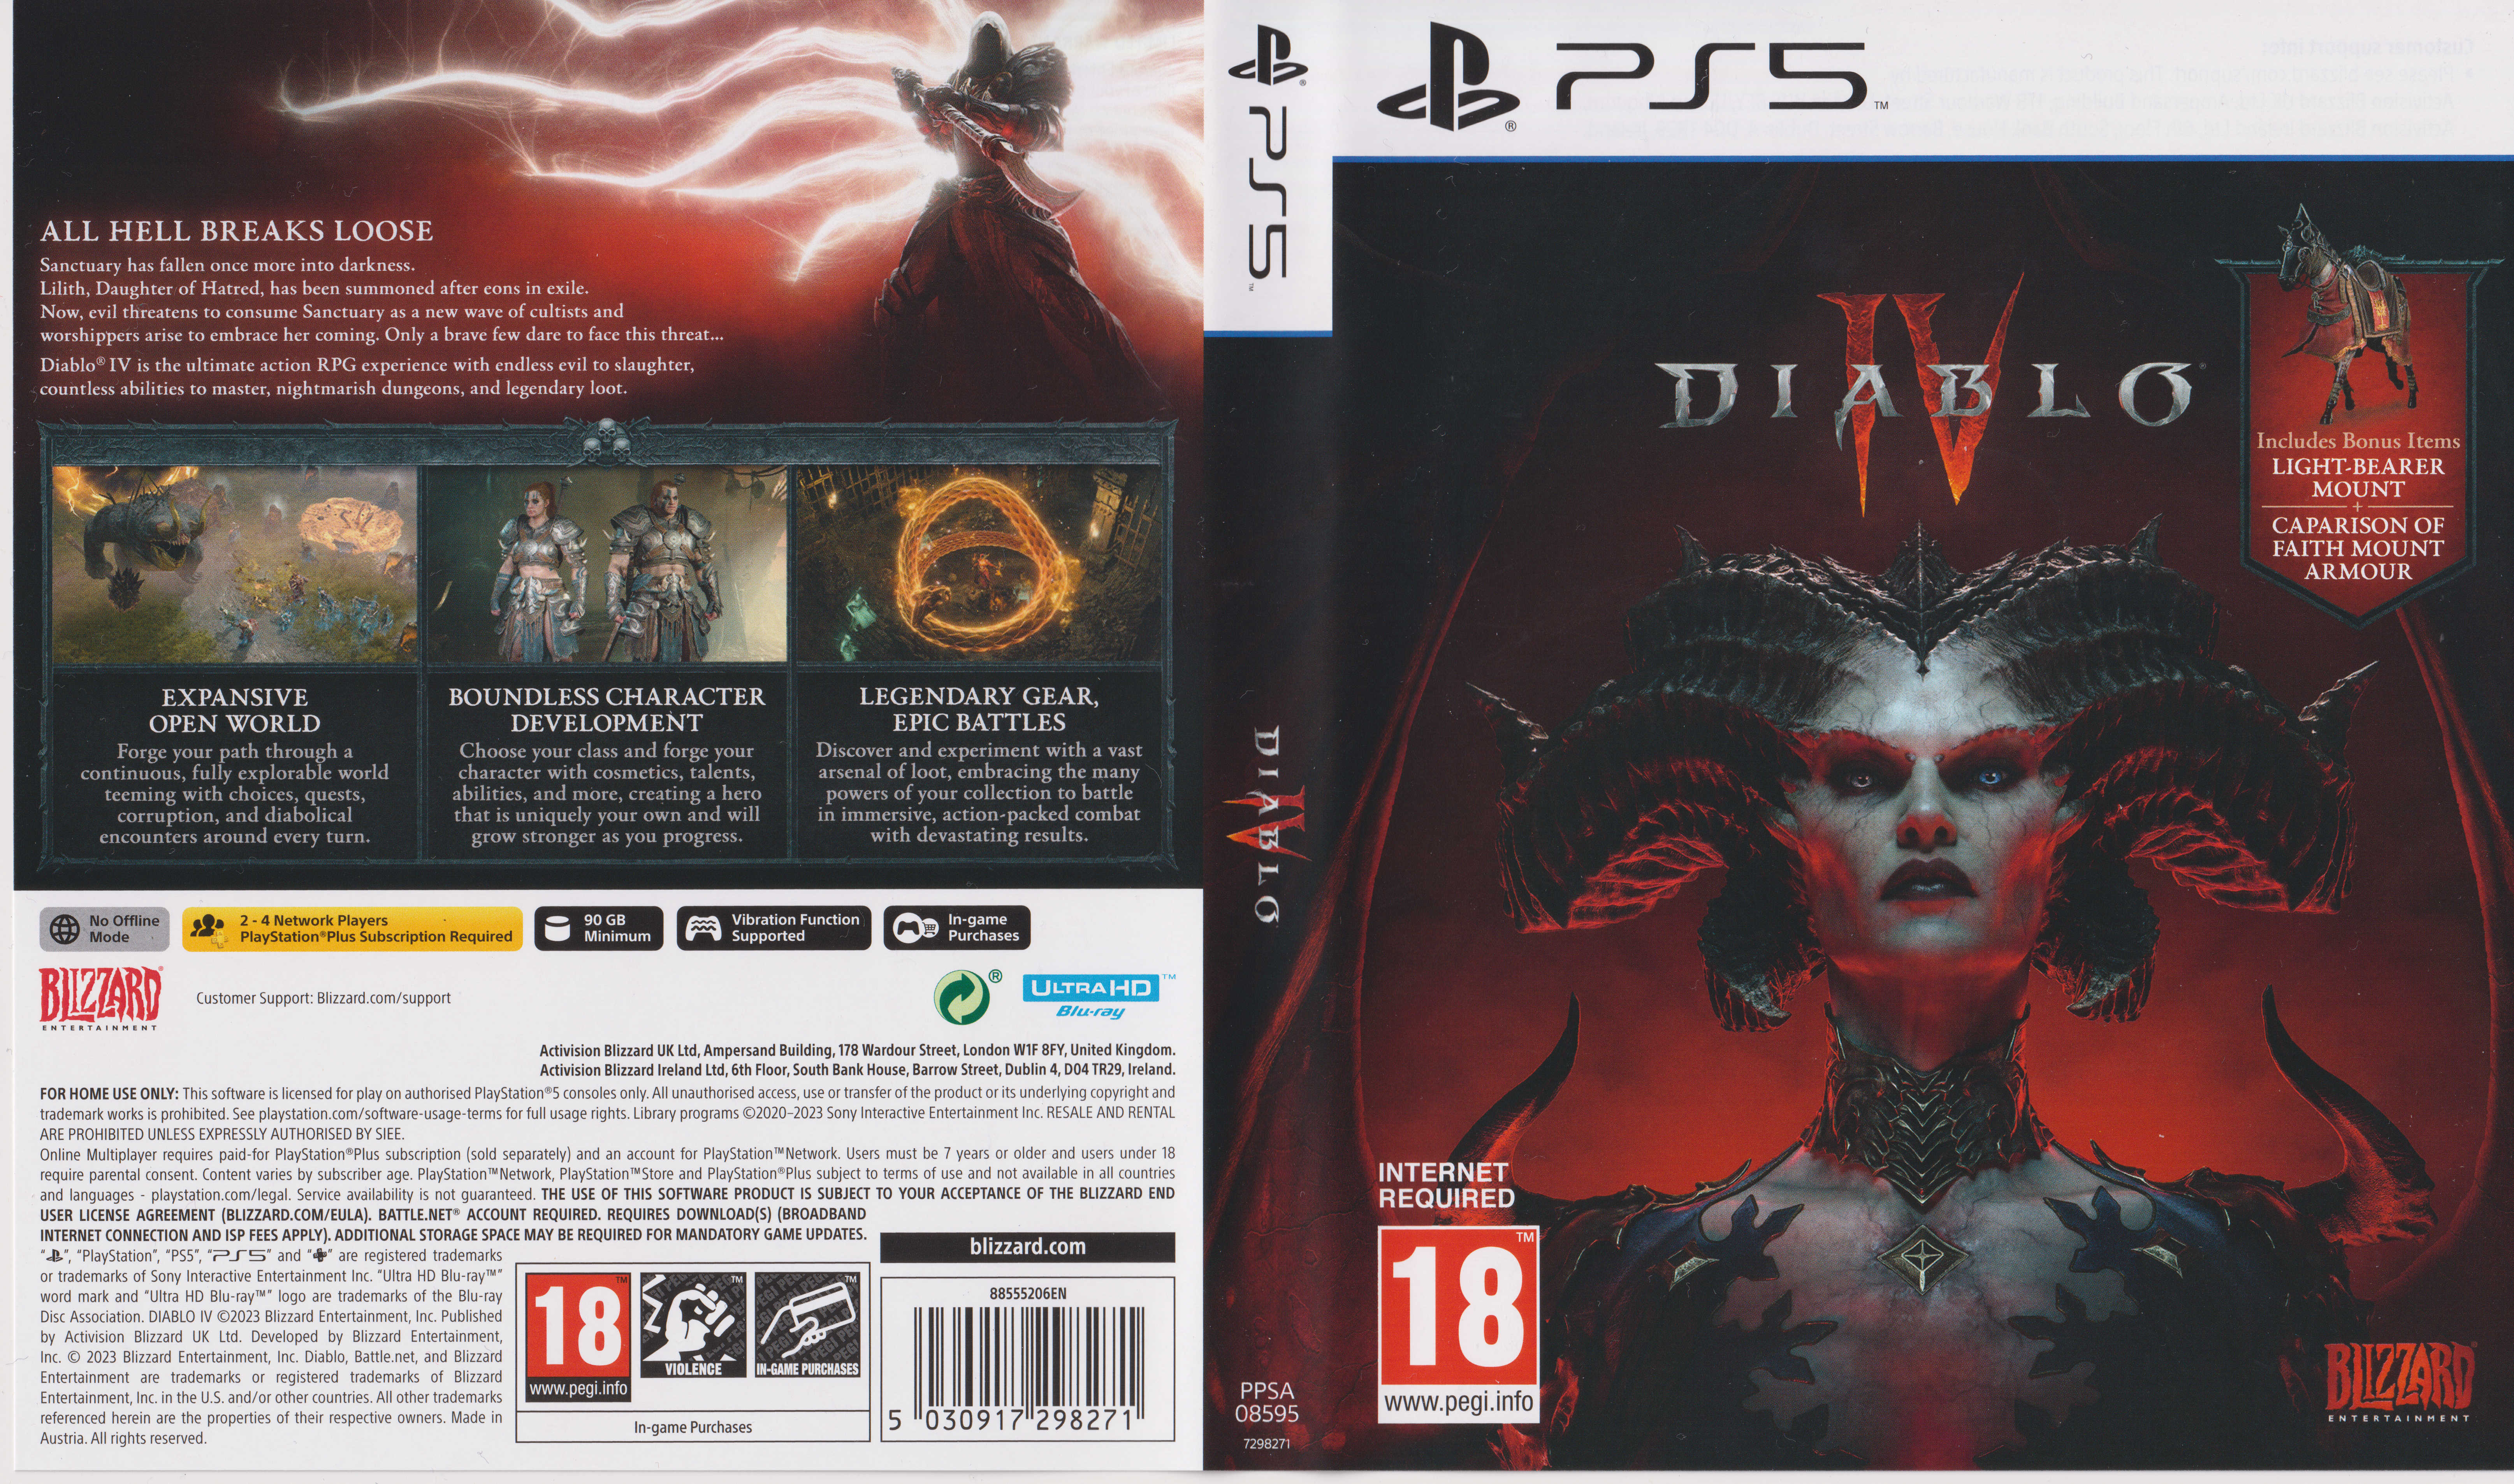 ALL HELL BREAKS LOOSE
Sanctuary has fallen once more into darkness.
Lilith, Daughter of Hatred, has been summoned after eons in exile.
Now, evil threatens to consume Sanctuary as a new wave of cultists and
worshippers arise to embrace her coming. Only a brave few dare to face this threat...
Diablo® IV is the ultimate action RPG experience with endless evil to slaughter,
countless abilities to master, nightmarish dungeons, and legendary loot.
EXPANSIVE
OPEN WORLD
Forge your path through a
continuous, fully explorable world
teeming with choices, quests,
corruption, and diabolical
encounters around every turn.
BOUNDLESS CHARACTER
DEVELOPMENT
Choose your class and forge your
character with cosmetics, talents,
abilities, and more, creating a hero
that is uniquely your own and will
grow stronger as you progress.
LEGENDARY GEAR,
EPIC BATTLES
Discover and experiment with a vast
arsenal of loot, embracing the many
powers of your collection to battle
in immersive, action-packed combat
with devastating results.
No Offline
Mode
2 - 4 Network Players
PlayStation®Plus Subscription Required
90 GB
Minimum
Vibration Function
Supported
In-game
Purchases
BLIZZARD®
ENTERTAINMENT
Customer Support: Blizzard.com/support
®
ULTRA HD™
Blu-ray
Activision Blizzard UK Ltd, Ampersand Building, 178 Wardour Street, London W1F 8FY, United Kingdom.
Activision Blizzard Ireland Ltd, 6th Floor, South Bank House, Barrow Street, Dublin 4, D04 TR29, Ireland.
FOR HOME USE ONLY: This software is licensed for play on authorised PlayStation®5 consoles only. All unauthorised access, use or transfer of the product or its underlying copyright and
trademark works is prohibited. See playstation.com/software-usage-terms for full usage rights. Library programs ©2020–2023 Sony Interactive Entertainment Inc. RESALE AND RENTAL
ARE PROHIBITED UNLESS EXPRESSLY AUTHORISED BY SIEE.
Online Multiplayer requires paid-for PlayStation®Plus subscription (sold separately) and an account for PlayStation™Network. Users must be 7 years or older and users under 18
require parental consent. Content varies by subscriber age. PlayStation™Network, PlayStation™Store and PlayStation®Plus subject to terms of use and not available in all countries
and languages - playstation.com/legal. Service availability is not guaranteed. THE USE OF THIS SOFTWARE PRODUCT IS SUBJECT TO YOUR ACCEPTANCE OF THE BLIZZARD END
USER LICENSE AGREEMENT (BLIZZARD.COM/EULA). BATTLE.NET® ACCOUNT REQUIRED. REQUIRES DOWNLOAD(S) (BROADBAND
INTERNET CONNECTION AND ISP FEES APPLY). ADDITIONAL STORAGE SPACE MAY BE REQUIRED FOR MANDATORY GAME UPDATES.
“”, “PlayStation”, “PS5”, “PS5” and “” are registered trademarks
or trademarks of Sony Interactive Entertainment Inc. “Ultra HD Blu-ray™”
word mark and “Ultra HD Blu-ray™” logo are trademarks of the Blu-ray
Disc Association. DIABLO IV ©2023 Blizzard Entertainment, Inc. Published
by Activision Blizzard UK Ltd. Developed by Blizzard Entertainment,
Inc. © 2023 Blizzard Entertainment, Inc. Diablo, Battle.net, and Blizzard
Entertainment are trademarks or registered trademarks of Blizzard
Entertainment, Inc. in the U.S. and/or other countries. All other trademarks
referenced herein are the properties of their respective owners. Made in
Austria. All rights reserved.
18™
www.pegi.info
VIOLENCE
IN-GAME PURCHASES
In-game Purchases
blizzard.com
88555206EN
5 030917 298271
PS5™
DIABLO IV
PPSA
08595
7298271
PS5™
DIABLO® IV
Includes Bonus Items
LIGHT-BEARER
MOUNT
+
CAPARISON OF
FAITH MOUNT
ARMOUR
INTERNET
REQUIRED
18™
www.pegi.info
BLIZZARD®
ENTERTAINMENT